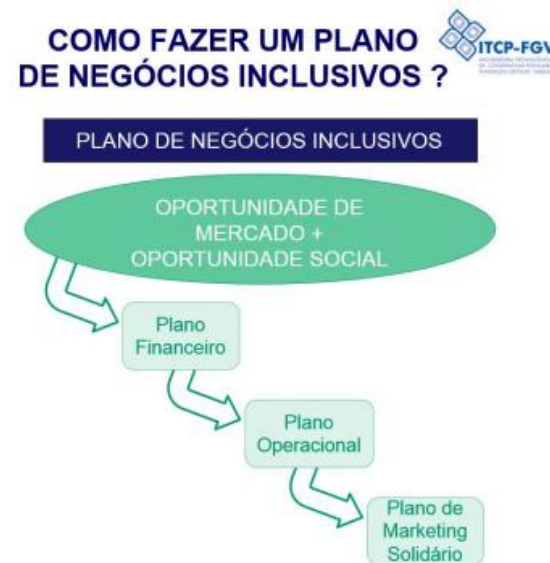 COMO FAZER UM PLANO
DE NEGÓCIOS INCLUSIVOS ?
ITCP-FGV
PLANO DE NEGÓCIOS INCLUSIVOS
OPORTUNIDADE DE
MERCADO +
OPORTUNIDADE SOCIAL
Plano
Financeiro
Plano
Operacional
Plano de
Marketing
Solidário